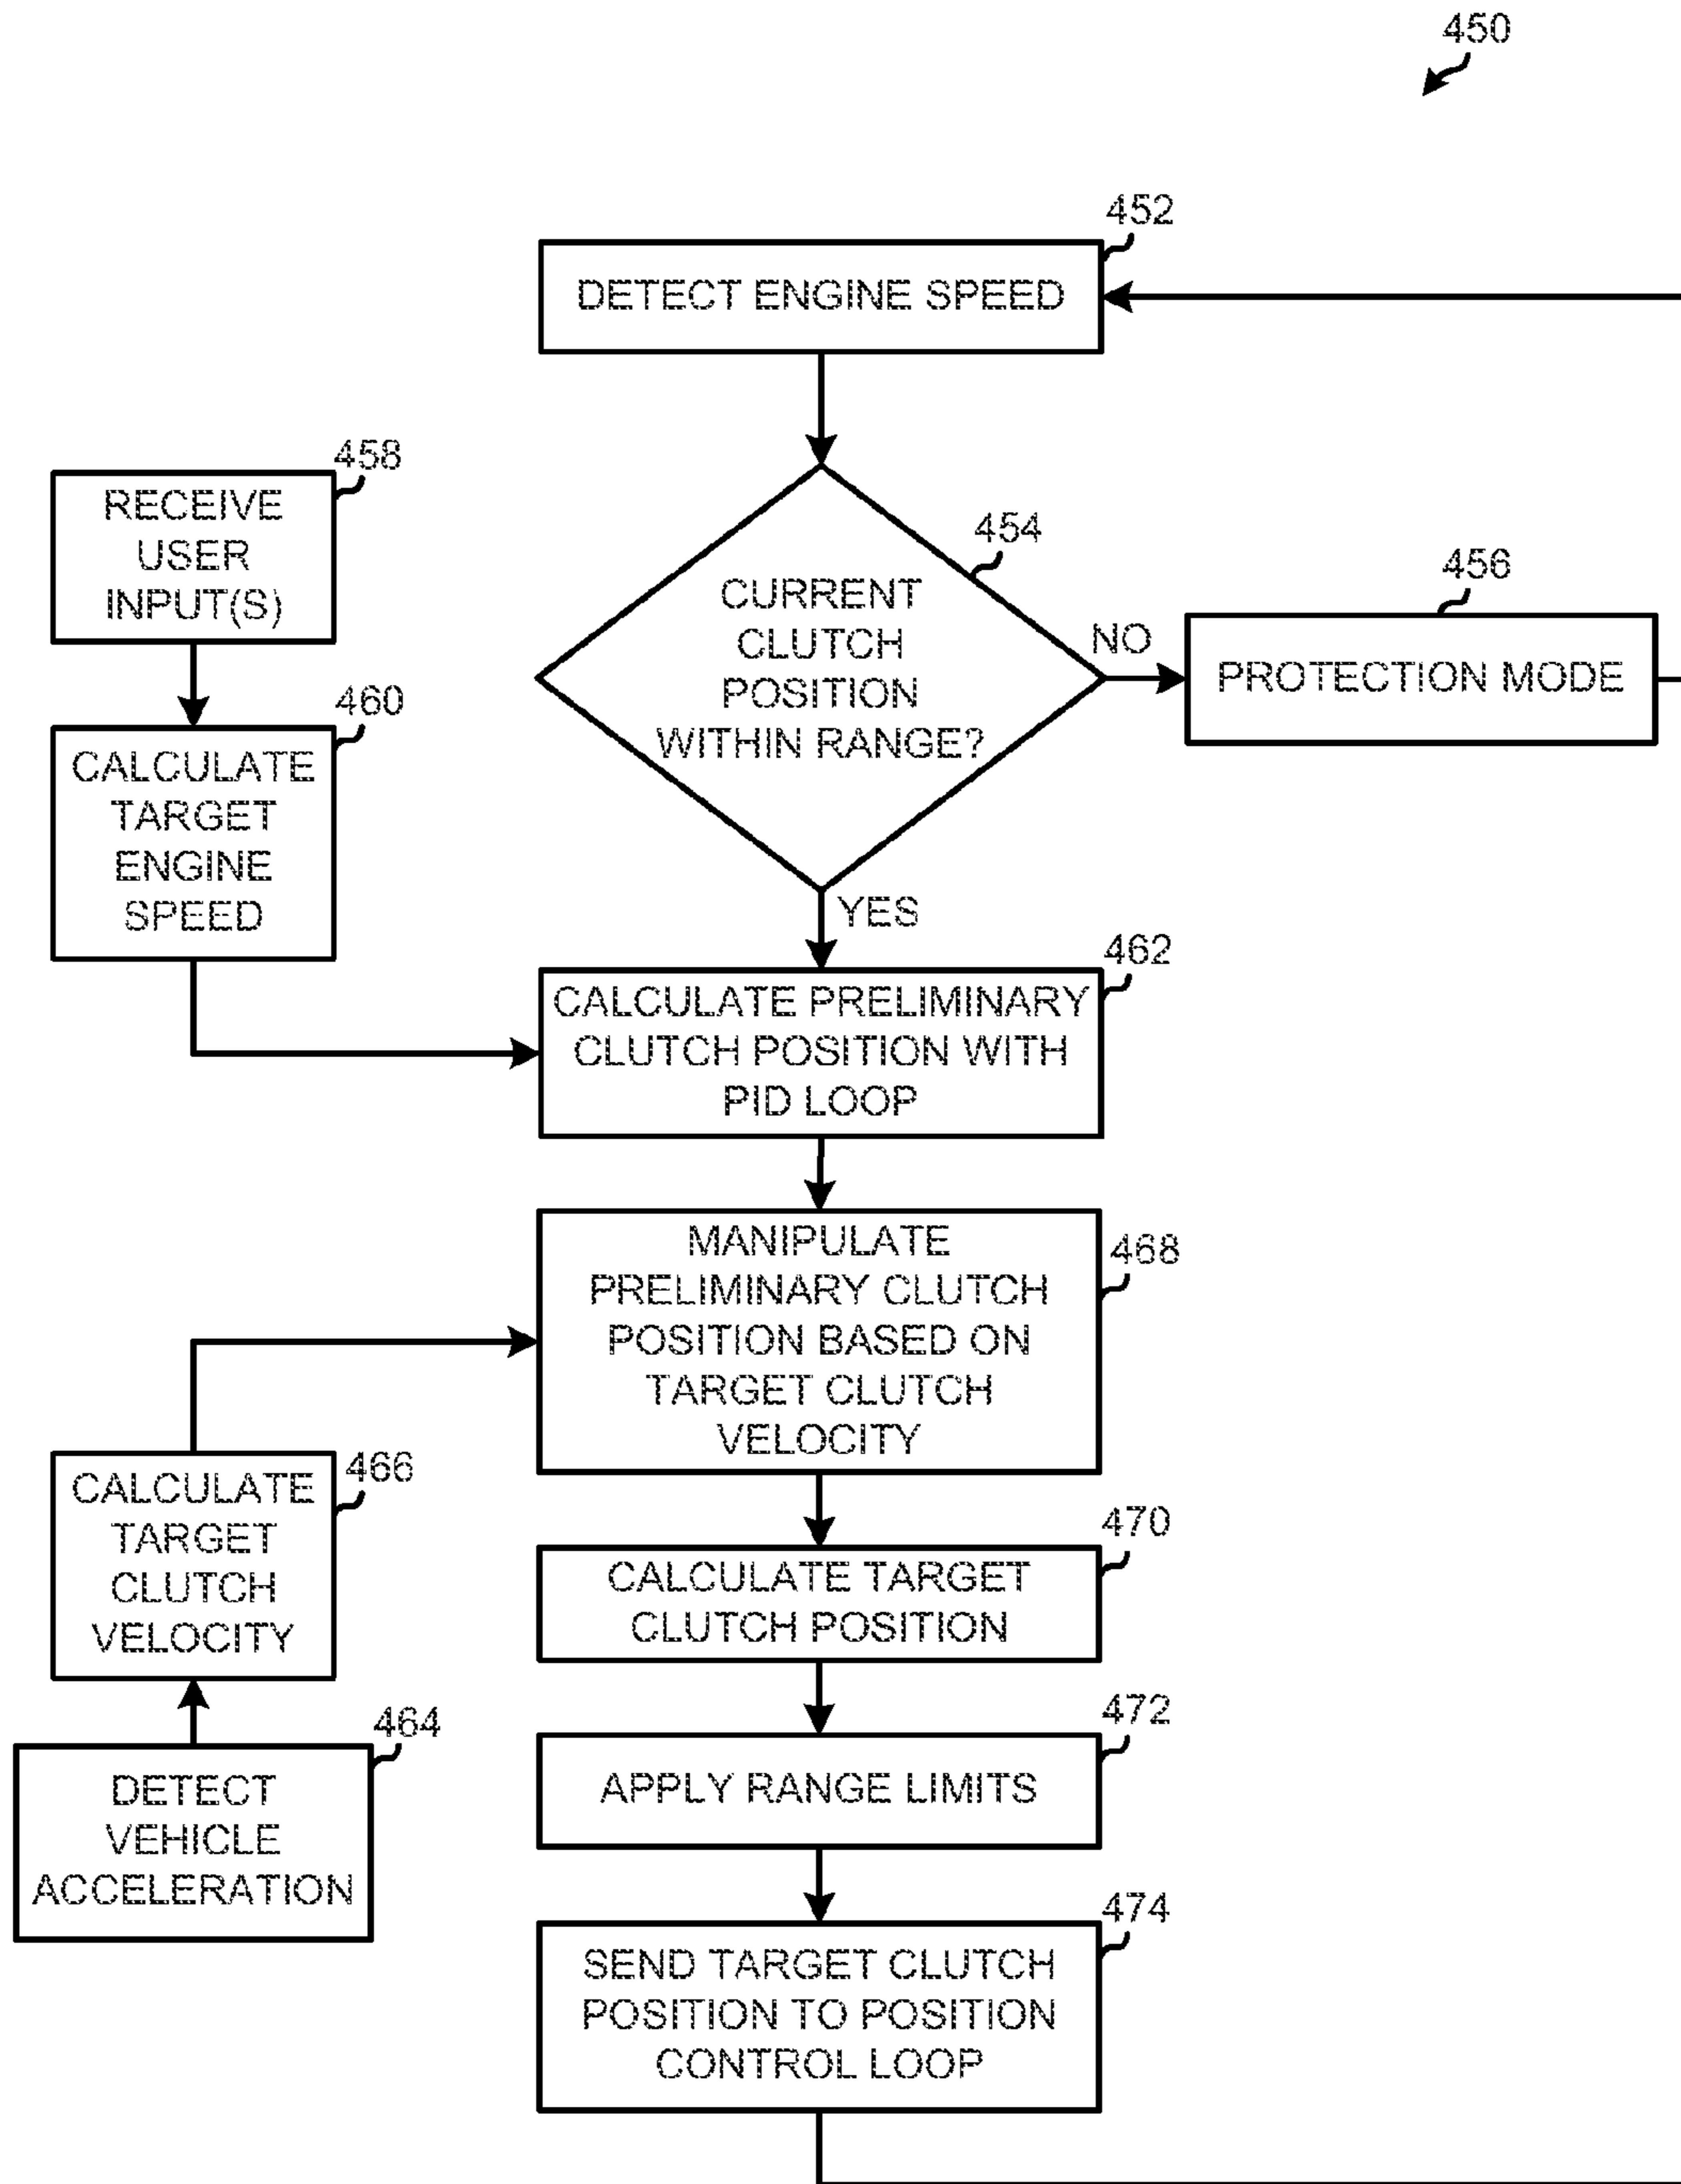 450
452
DETECT ENGINE SPEED
458
RECEIVE
USER
INPUT(S)
454
CURRENT
CLUTCH
POSITION
WITHIN RANGE?
NO
456
PROTECTION MODE
460
CALCULATE
TARGET
ENGINE
SPEED
YES
462
CALCULATE PRELIMINARY
CLUTCH POSITION WITH
PID LOOP
468
MANIPULATE
PRELIMINARY CLUTCH
POSITION BASED ON
TARGET CLUTCH
VELOCITY
466
CALCULATE
TARGET
CLUTCH
VELOCITY
470
CALCULATE TARGET
CLUTCH POSITION
464
DETECT
VEHICLE
ACCELERATION
472
APPLY RANGE LIMITS
474
SEND TARGET CLUTCH
POSITION TO POSITION
CONTROL LOOP